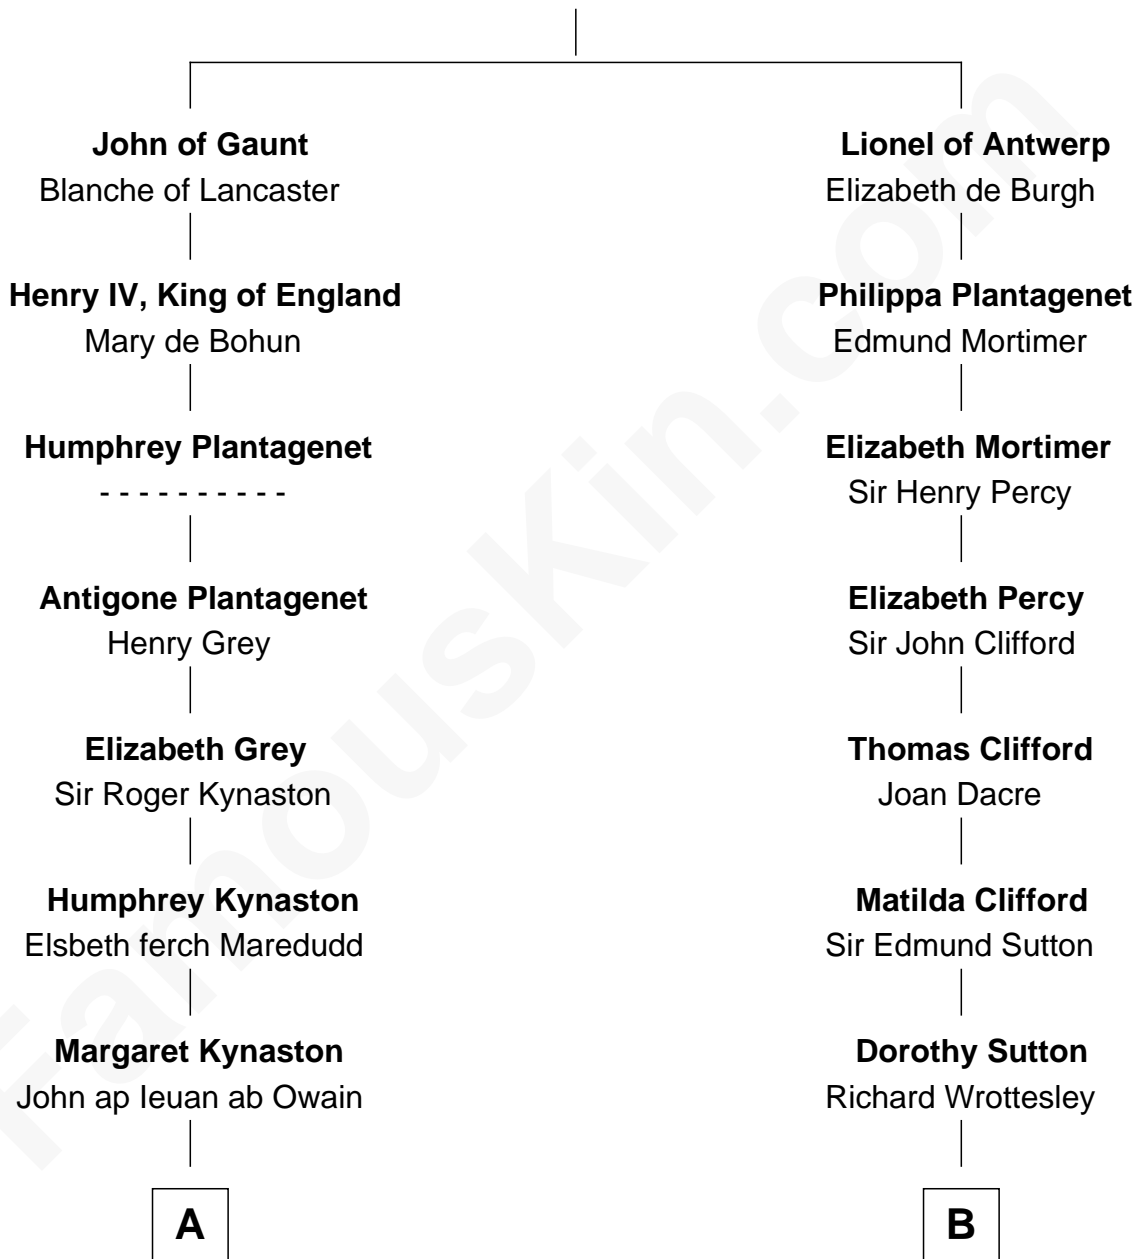 John of Gaunt
Blanche of Lancaster
Henry IV, King of England
Mary de Bohun
Humphrey Plantagenet
- - - - - - - - - -
Antigone Plantagenet
Henry Grey
Elizabeth Grey
Sir Roger Kynaston
Humphrey Kynaston
Elsbeth ferch Maredudd
Margaret Kynaston
John ap Ieuan ab Owain
A
Lionel of Antwerp
Elizabeth de Burgh
Philippa Plantagenet
Edmund Mortimer
Elizabeth Mortimer
Sir Henry Percy
Elizabeth Percy
Sir John Clifford
Thomas Clifford
Joan Dacre
Matilda Clifford
Sir Edmund Sutton
Dorothy Sutton
Richard Wrottesley
B
FamousKin.com